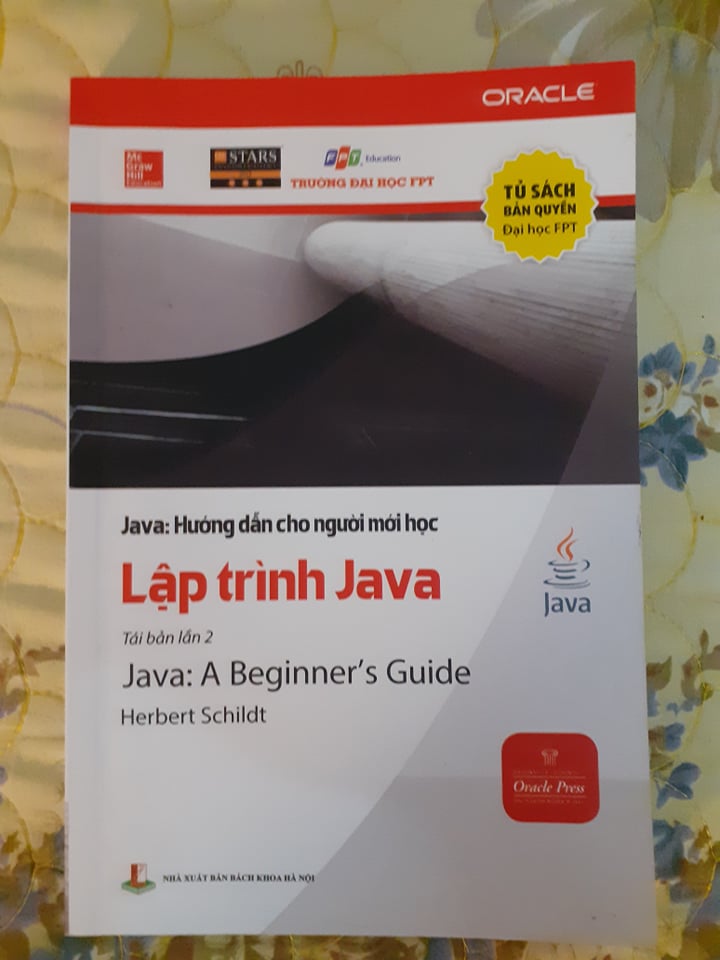 ORACLE
Mc
Graw
Hill
Education
STARS
FPT Education
TRƯỜNG ĐẠI HỌC FPT
TỦ SÁCH
BẢN QUYỀN
Đại học FPT
Java: Hướng dẫn cho người mới học
Lập trình Java
Java
Tái bản lần 2
Java: A Beginner's Guide
Herbert Schildt
Oracle Press
NHÀ XUẤT BẢN BÁCH KHOA HÀ NỘI